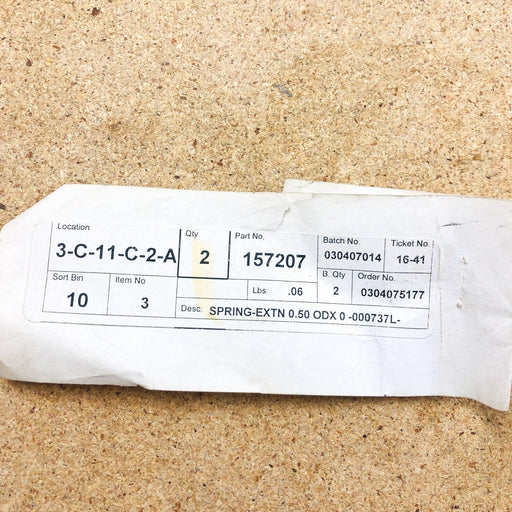 Location Qty Part No. Batch No. Ticket No.
3-C-11-C-2-A 2 157207 030407014 16-41
Sort Bin Item No Lbs: .06 B. Qty Order No.
10 3 2 0304075177
Desc: SPRING-EXTN 0.50 ODX 0 -000737L-